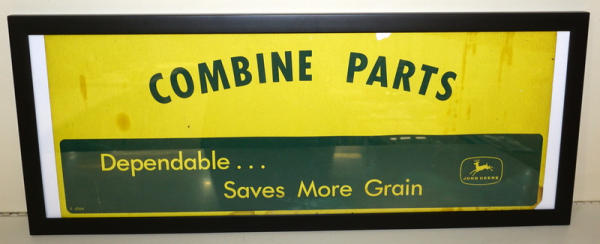 COMBINE PARTS
Dependable...
Saves More Grain
JOHN DEERE